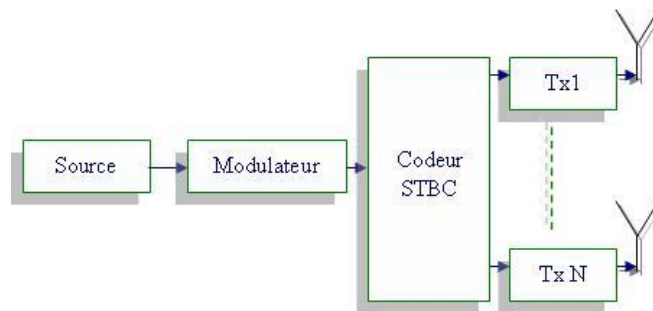 Source
Modulateur
Codeur
STBC
Tx1
Tx N